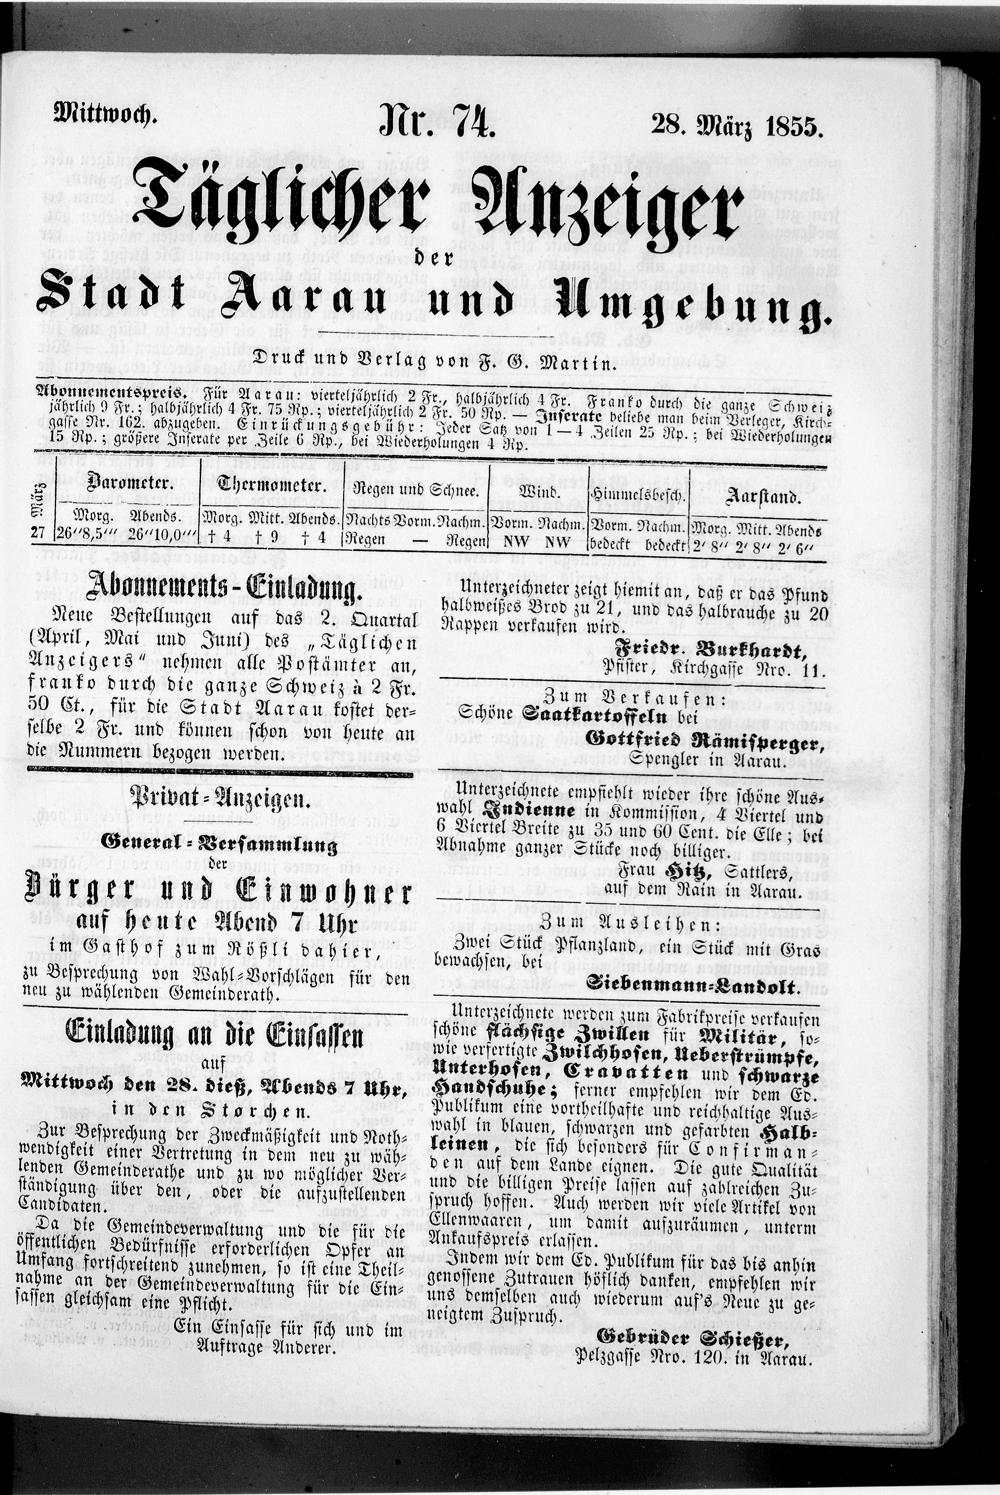 Mittwoch. Nr. 74. 28. März 1855.
Täglicher Anzeiger
der
Stadt Aarau und Umgebung.
Druck und Verlag von F. G. Martin.
Abonnementspreis. Für Aarau: vierteljährlich 2 Fr., halbjährlich 4 Fr. Franko durch die ganze Schweiz
jährlich 9 Fr.; halbjährlich 4 Fr. 75 Rp.; vierteljährlich 2 Fr. 50 Rp. — Inserate beliebe man beim Verleger, Kirch-
gasse Nr. 162. abzugeben. Einrückungsgebühr: Jeder Satz von 1—4 Zeilen 25 Rp.; bei Wiederholungen
15 Rp.; größere Inserate per Zeile 6 Rp., bei Wiederholungen 4 Rp.
März Barometer. Thermometer. Regen und Schnee. Wind. Himmelsbesch. Aarstand.
Morg. Abends. Morg. Mitt. Abends. Nachts Vorm. Nachm. Vorm. Nachm. Vorm. Nachm. Morg. Mitt. Abends
27 26"8,5"' 26"10,0"' † 4 † 9 † 4 Regen — Regen NW NW bedeckt bedeckt 2' 8" 2' 8" 2' 6"
Abonnements-Einladung.
Neue Bestellungen auf das 2. Quartal
(April, Mai und Juni) des „Täglichen
Anzeigers“ nehmen alle Postämter an,
franko durch die ganze Schweiz à 2 Fr.
50 Ct., für die Stadt Aarau kostet der-
selbe 2 Fr. und können schon von heute an
die Nummern bezogen werden.
Privat-Anzeigen.
General-Versammlung
der
Bürger und Einwohner
auf heute Abend 7 Uhr
im Gasthof zum Rößli dahier,
zu Besprechung von Wahl-Vorschlägen für den
neu zu wählenden Gemeinderath.
Einladung an die Einsassen
auf
Mittwoch den 28. dieß, Abends 7 Uhr,
in den Storchen.
Zur Besprechung der Zweckmäßigkeit und Noth-
wendigkeit einer Vertretung in dem neu zu wäh-
lenden Gemeinderathe und zu wo möglicher Ver-
ständigung über den, oder die aufzustellenden
Candidaten.
Da die Gemeindeverwaltung und die für die
öffentlichen Bedürfnisse erforderlichen Opfer an
Umfang fortschreitend zunehmen, so ist eine Theil-
nahme an der Gemeindeverwaltung für die Ein-
sassen gleichsam eine Pflicht.
Ein Einsasse für sich und im
Auftrage Anderer.
Unterzeichneter zeigt hiemit an, daß er das Pfund
halbweißes Brod zu 21, und das halbrauche zu 20
Rappen verkaufen wird.
Friedr. Burkhardt,
Pfister, Kirchgasse Nro. 11.
Zum Verkaufen:
Schöne Saatkartoffeln bei
Gottfried Rämisperger,
Spengler in Aarau.
Unterzeichnete empfiehlt wieder ihre schöne Aus-
wahl Indienne in Kommission, 4 Viertel und
6 Viertel Breite zu 35 und 60 Cent. die Elle; bei
Abnahme ganzer Stücke noch billiger.
Frau Hitz, Sattlers,
auf dem Rain in Aarau.
Zum Ausleihen:
Zwei Stück Pflanzland, ein Stück mit Gras
bewachsen, bei
Siebenmann-Landolt.
Unterzeichnete werden zum Fabrikpreise verkaufen
schöne flächsige Zwillen für Militär, so-
wie verfertigte Zwilchhosen, Ueberstrümpfe,
Unterhosen, Cravatten und schwarze
Handschuhe; ferner empfehlen wir dem Ed.
Publikum eine vortheilhafte und reichhaltige Aus-
wahl in blauen, schwarzen und gefärbten Halb-
leinen, die sich besonders für Confirman-
den auf dem Lande eignen. Die gute Qualität
und die billigen Preise lassen auf zahlreichen Zu-
spruch hoffen. Auch werden wir viele Artikel von
Ellenwaaren, um damit aufzuräumen, unterm
Ankaufspreis erlassen.
Indem wir dem Ed. Publikum für das bis anhin
genossene Zutrauen höflich danken, empfehlen wir
uns demselben auch wiederum auf's Neue zu ge-
neigtem Zuspruch.
Gebrüder Schießer,
Pelzgasse Nro. 120. in Aarau.